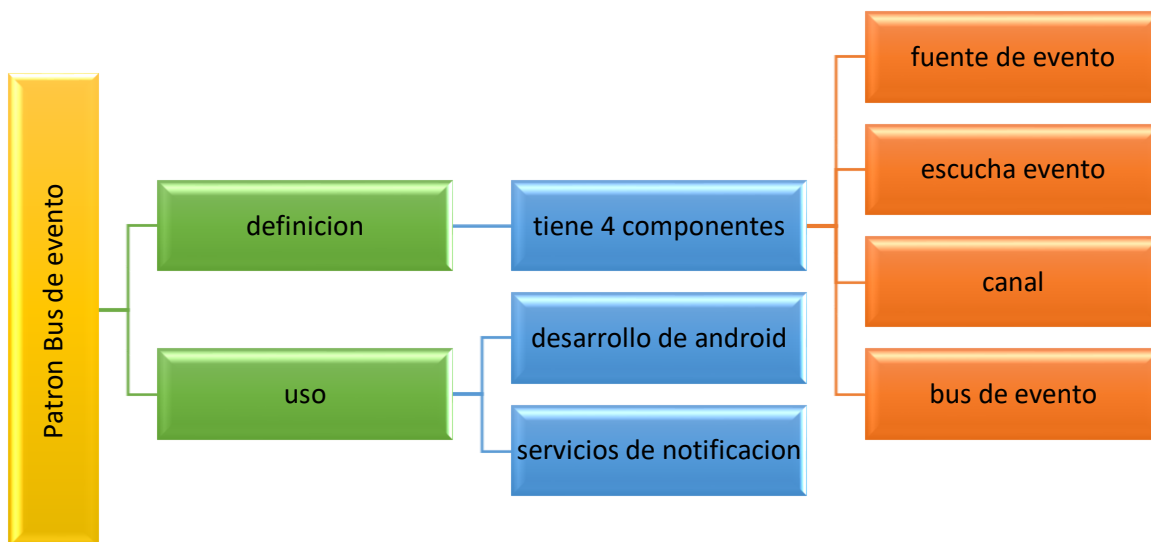 Patron Bus de evento
definicion
tiene 4 componentes
fuente de evento
escucha evento
canal
bus de evento
uso
desarrollo de android
servicios de notificacion